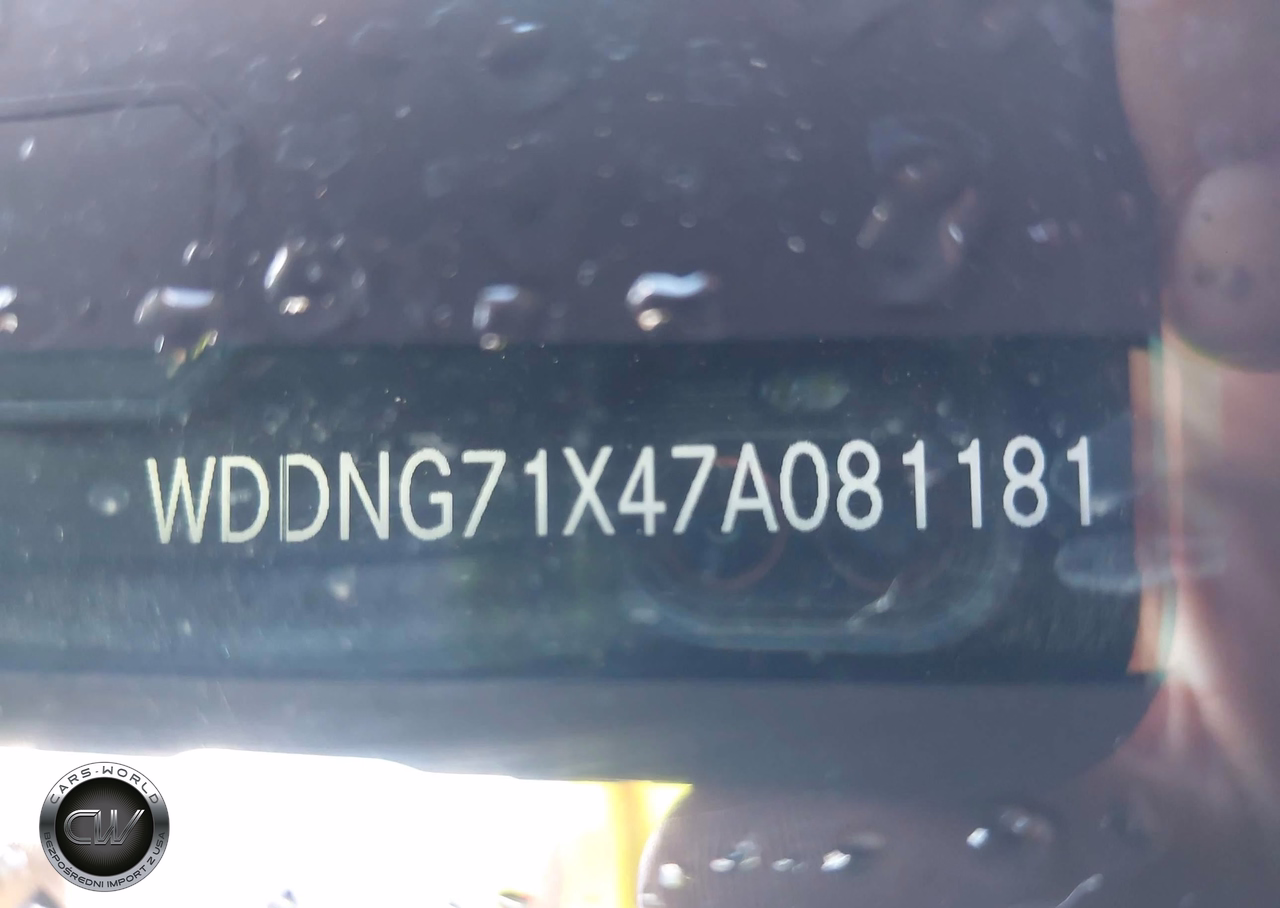 WDDNG71X47A081181
CARS-WORLD
CW
BEZPOŚREDNI IMPORT Z USA